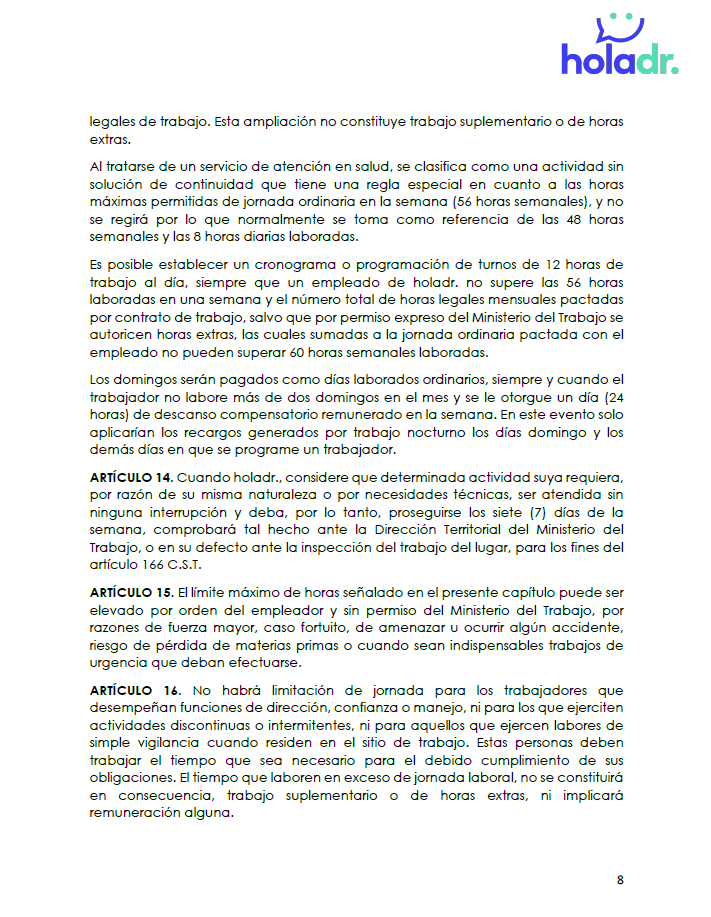 holadr.
legales de trabajo. Esta ampliación no constituye trabajo suplementario o de horas
extras.
Al tratarse de un servicio de atención en salud, se clasifica como una actividad sin
solución de continuidad que tiene una regla especial en cuanto a las horas
máximas permitidas de jornada ordinaria en la semana (56 horas semanales), y no
se regirá por lo que normalmente se toma como referencia de las 48 horas
semanales y las 8 horas diarias laboradas.
Es posible establecer un cronograma o programación de turnos de 12 horas de
trabajo al día, siempre que un empleado de holadr. no supere las 56 horas
laboradas en una semana y el número total de horas legales mensuales pactadas
por contrato de trabajo, salvo que por permiso expreso del Ministerio del Trabajo se
autoricen horas extras, las cuales sumadas a la jornada ordinaria pactada con el
empleado no pueden superar 60 horas semanales laboradas.
Los domingos serán pagados como días laborados ordinarios, siempre y cuando el
trabajador no labore más de dos domingos en el mes y se le otorgue un día (24
horas) de descanso compensatorio remunerado en la semana. En este evento solo
aplicarían los recargos generados por trabajo nocturno los días domingo y los
demás días en que se programe un trabajador.
ARTÍCULO 14. Cuando holadr., considere que determinada actividad suya requiera,
por razón de su misma naturaleza o por necesidades técnicas, ser atendida sin
ninguna interrupción y deba, por lo tanto, proseguirse los siete (7) días de la
semana, comprobará tal hecho ante la Dirección Territorial del Ministerio del
Trabajo, o en su defecto ante la inspección del trabajo del lugar, para los fines del
artículo 166 C.S.T.
ARTÍCULO 15. El límite máximo de horas señalado en el presente capítulo puede ser
elevado por orden del empleador y sin permiso del Ministerio del Trabajo, por
razones de fuerza mayor, caso fortuito, de amenazar u ocurrir algún accidente,
riesgo de pérdida de materias primas o cuando sean indispensables trabajos de
urgencia que deban efectuarse.
ARTÍCULO 16. No habrá limitación de jornada para los trabajadores que
desempeñan funciones de dirección, confianza o manejo, ni para los que ejerciten
actividades discontinuas o intermitentes, ni para aquellos que ejercen labores de
simple vigilancia cuando residen en el sitio de trabajo. Estas personas deben
trabajar el tiempo que sea necesario para el debido cumplimiento de sus
obligaciones. El tiempo que laboren en exceso de jornada laboral, no se constituirá
en consecuencia, trabajo suplementario o de horas extras, ni implicará
remuneración alguna.
8